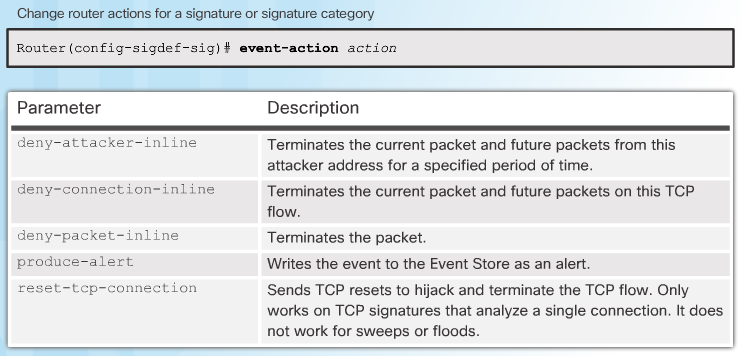 Change router actions for a signature or signature category
Router(config-sigdef-sig)# event-action action
Parameter Description
deny-attacker-inline Terminates the current packet and future packets from this
attacker address for a specified period of time.
deny-connection-inline Terminates the current packet and future packets on this TCP
flow.
deny-packet-inline Terminates the packet.
produce-alert Writes the event to the Event Store as an alert.
reset-tcp-connection Sends TCP resets to hijack and terminate the TCP flow. Only
works on TCP signatures that analyze a single connection. It does
not work for sweeps or floods.